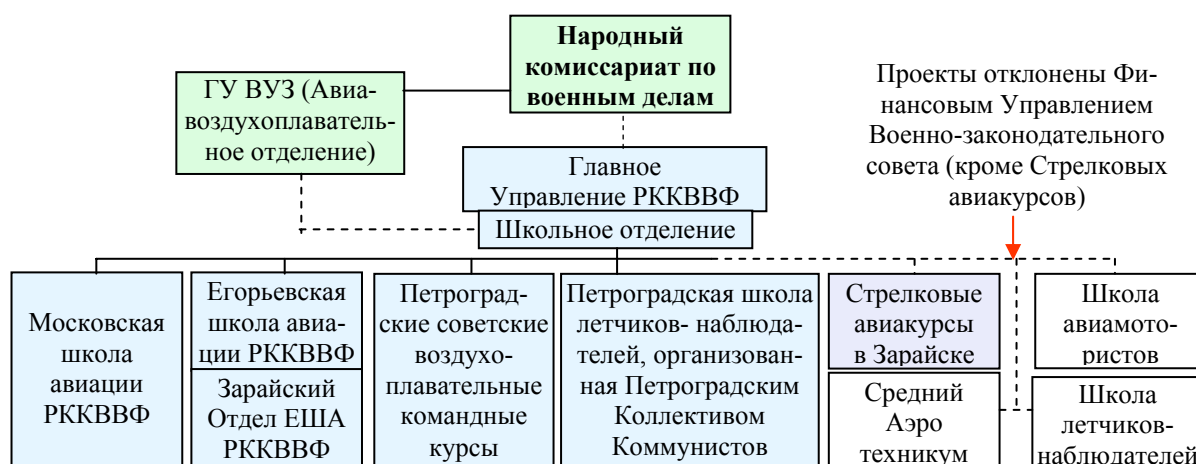 Народный
комиссариат по
военным делам
ГУ ВУЗ (Авиа-
воздухоплаватель-
ное отделение)
Проекты отклонены Фи-
нансовым Управлением
Военно-законодательного
совета (кроме Стрелковых
авиакурсов)
Главное
Управление РККВВФ
Школьное отделение
Московская
школа
авиации
РККВВФ
Егорьевская
школа авиа-
ции РККВВФ
Зарайский
Отдел ЕША
РККВВФ
Петроград-
ские советские
воздухо-
плавательные
командные
курсы
Петроградская школа
летчиков- наблюда-
телей, организован-
ная Петроградским
Коллективом
Коммунистов
Стрелковые
авиакурсы
в Зарайске
Средний
Аэро
техникум
Школа
авиамото-
ристов
Школа
летчиков-
наблюдателей